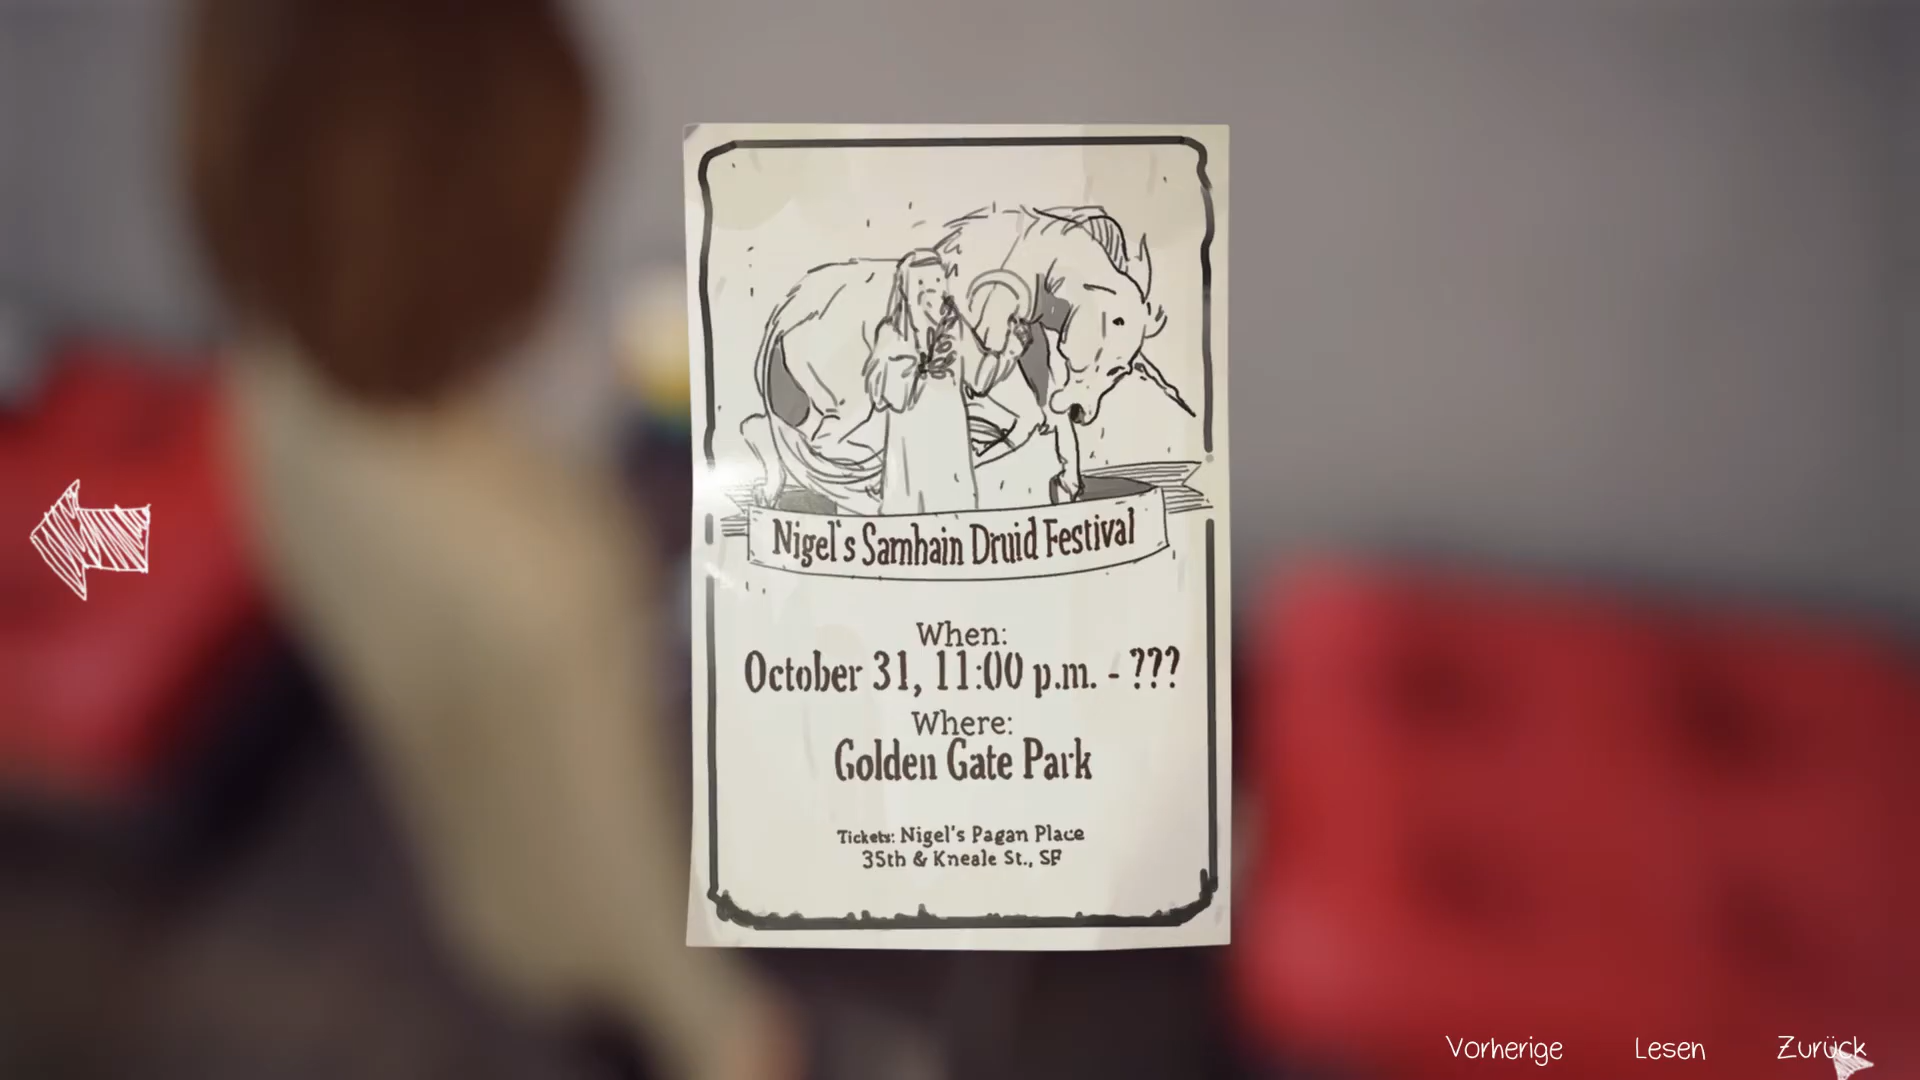 Nigel's Samhain Druid Festival
When:
October 31, 11:00 p.m. - ???
Where:
Golden Gate Park
Tickets: Nigel's Pagan Place
35th & Kneale St., SF
Vorherige
Lesen
Zurück